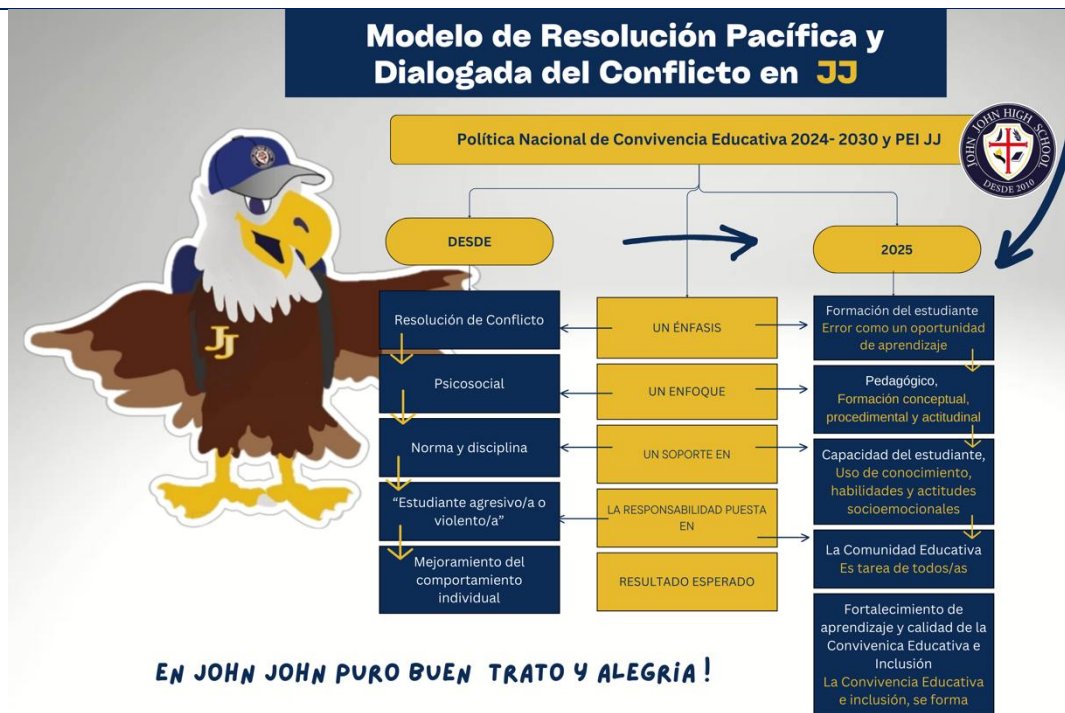 Modelo de Resolución Pacífica y
Dialogada del Conflicto en JJ
Política Nacional de Convivencia Educativa 2024- 2030 y PEI JJ
JOHN JOHN HIGH SCHOOL
DESDE 2010
DESDE
2025
JJ
Resolución de Conflicto
UN ÉNFASIS
Formación del estudiante
Error como un oportunidad
de aprendizaje
Psicosocial
UN ENFOQUE
Pedagógico,
Formación conceptual,
procedimental y actitudinal
Norma y disciplina
UN SOPORTE EN
Capacidad del estudiante,
Uso de conocimiento,
habilidades y actitudes
socioemocionales
“Estudiante agresivo/a o
violento/a”
LA RESPONSABILIDAD PUESTA
EN
La Comunidad Educativa
Es tarea de todos/as
Mejoramiento del
comportamiento
individual
RESULTADO ESPERADO
Fortalecimiento de
aprendizaje y calidad de la
Convivenica Educativa e
Inclusión
La Convivencia Educativa
e inclusión, se forma
EN JOHN JOHN PURO BUEN TRATO Y ALEGRIA !